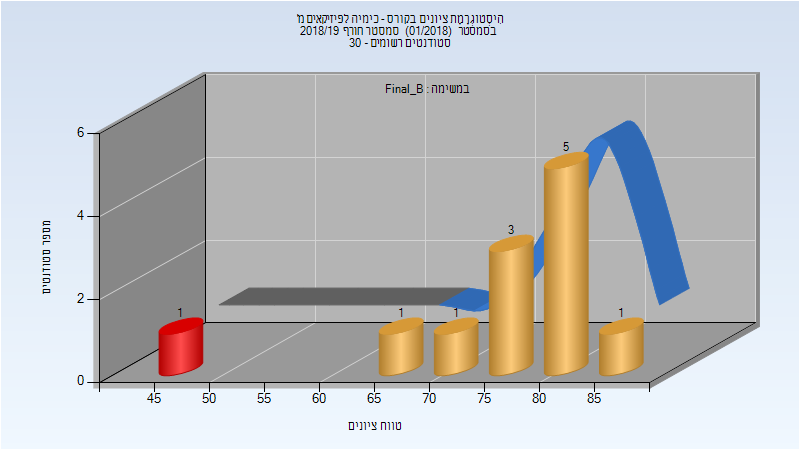 היסטוגרמת ציונים בקורס - כימיה לפיזיקאים מ'
בסמסטר (01/2018) סמסטר חורף 2018/19
סטודנטים רשומים - 30
במשימה : Final_B
מספר סטודנטים
6
4
2
0
1
1
1
3
5
1
45 50 55 60 65 70 75 80 85
טווח ציונים